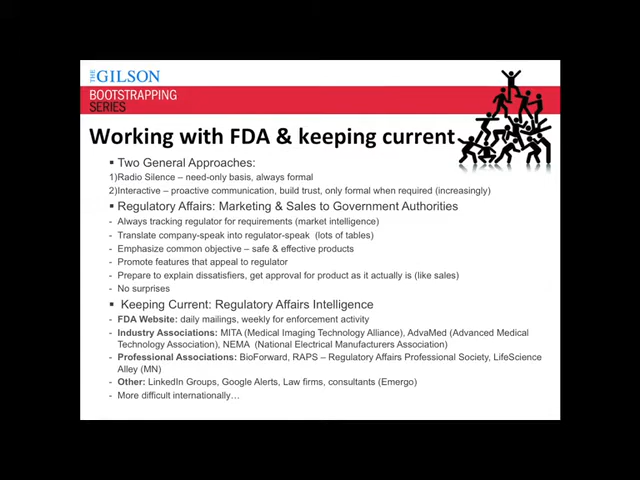 THE GILSON
BOOTSTRAPPING
SERIES
Working with FDA & keeping current
▪ Two General Approaches:
1)Radio Silence – need-only basis, always formal
2)Interactive – proactive communication, build trust, only formal when required (increasingly)
▪ Regulatory Affairs: Marketing & Sales to Government Authorities
- Always tracking regulator for requirements (market intelligence)
- Translate company-speak into regulator-speak (lots of tables)
- Emphasize common objective – safe & effective products
- Promote features that appeal to regulator
- Prepare to explain dissatisfiers, get approval for product as it actually is (like sales)
- No surprises
▪ Keeping Current: Regulatory Affairs Intelligence
- FDA Website: daily mailings, weekly for enforcement activity
- Industry Associations: MITA (Medical Imaging Technology Alliance), AdvaMed (Advanced Medical
Technology Association), NEMA (National Electrical Manufacturers Association)
- Professional Associations: BioForward, RAPS – Regulatory Affairs Professional Society, LifeScience
Alley (MN)
- Other: LinkedIn Groups, Google Alerts, Law firms, consultants (Emergo)
- More difficult internationally…